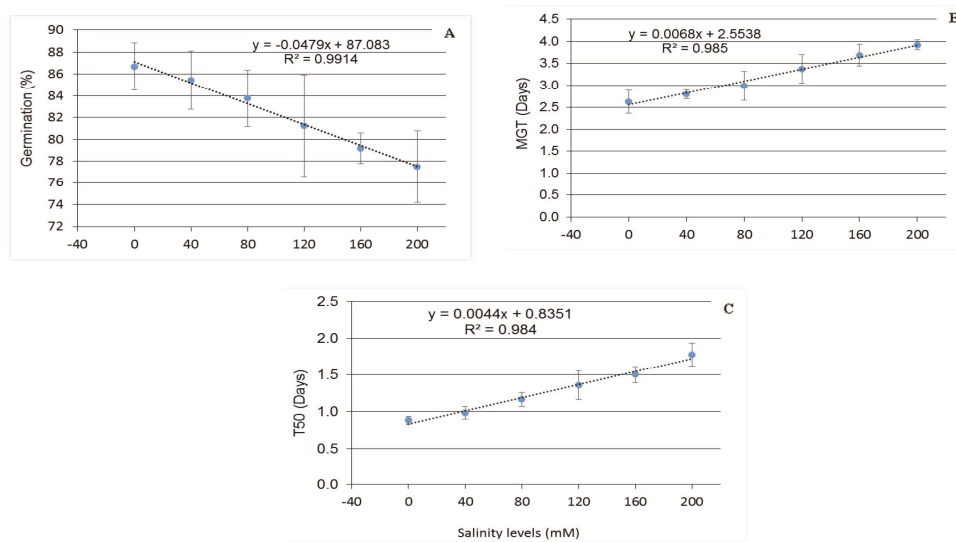 A
y = -0.0479x + 87.083
R² = 0.9914
Germination (%)
90
88
86
84
82
80
78
76
74
72
-40 0 40 80 120 160 200
B
y = 0.0068x + 2.5538
R² = 0.985
MGT (Days)
4.5
4.0
3.5
3.0
2.5
2.0
1.5
1.0
0.5
0.0
-40 0 40 80 120 160 200
C
y = 0.0044x + 0.8351
R² = 0.984
T50 (Days)
2.5
2.0
1.5
1.0
0.5
0.0
-40 0 40 80 120 160 200
Salinity levels (mM)